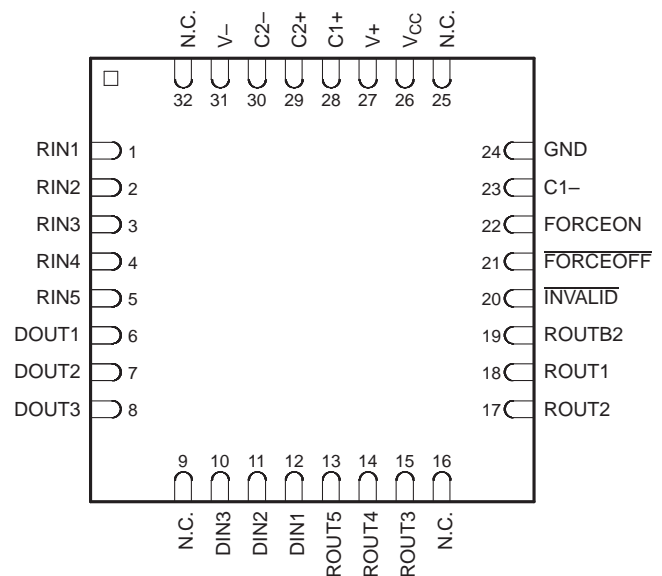 N.C. V– C2– C2+ C1+ V+ VCC N.C.
32 31 30 29 28 27 26 25
RIN1 1 24 GND
RIN2 2 23 C1–
RIN3 3 22 FORCEON
RIN4 4 21 FORCEOFF
RIN5 5 20 INVALID
DOUT1 6 19 ROUTB2
DOUT2 7 18 ROUT1
DOUT3 8 17 ROUT2
9 10 11 12 13 14 15 16
N.C. DIN3 DIN2 DIN1 ROUT5 ROUT4 ROUT3 N.C.